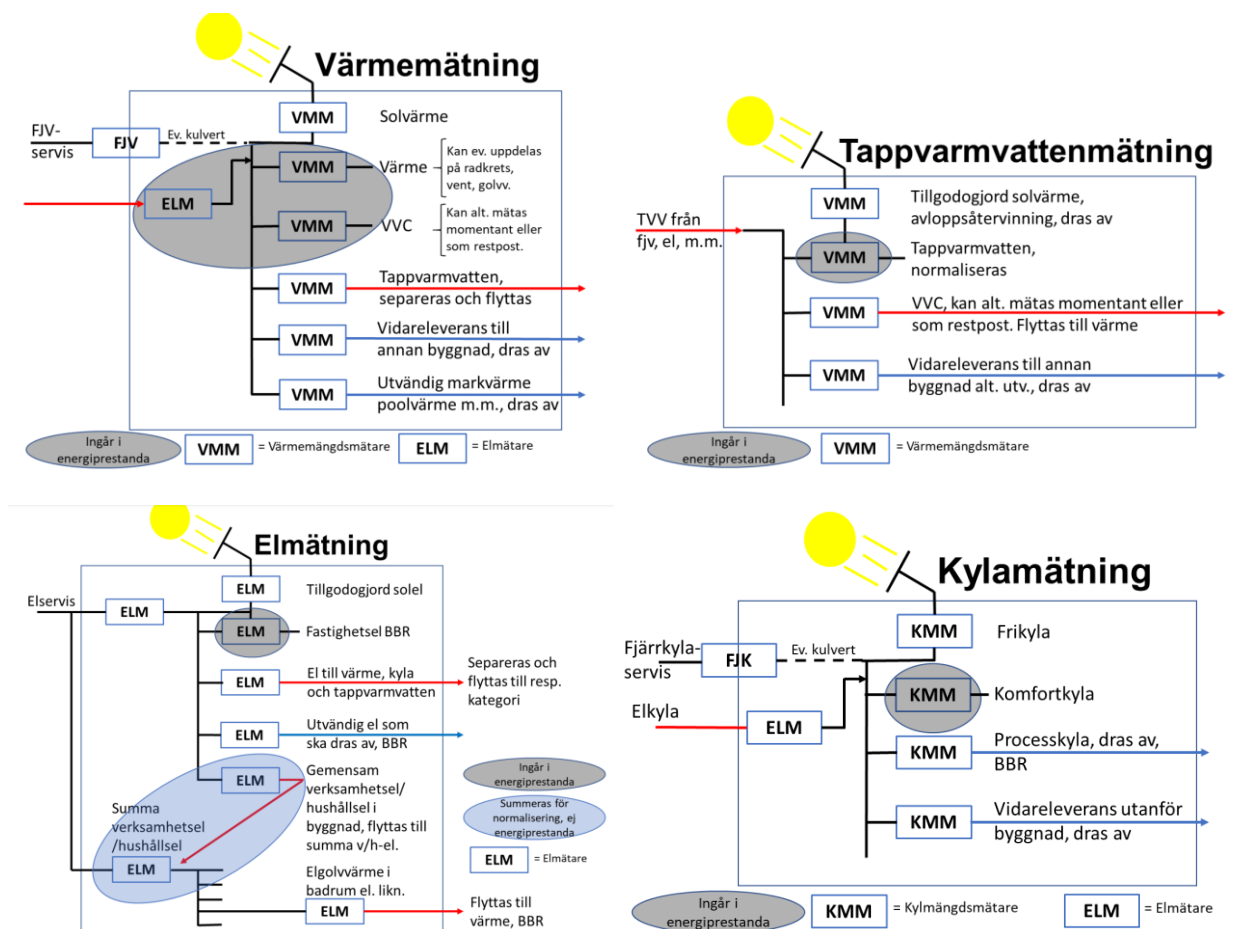 Värmemätning
VMM
Solvärme
FJV-
servis
FJV
Ev. kulvert
VMM
Värme
Kan ev. uppdelas
på radkrets,
vent, golvv.
ELM
VMM
VVC
Kan alt. mätas
momentant eller
som restpost.
VMM
Tappvarmvatten,
separeras och flyttas
VMM
Vidareleverans till
annan byggnad, dras av
VMM
Utvändig markvärme
poolvärme m.m., dras av
Ingår i
energiprestanda
VMM
= Värmemängdsmätare
ELM
= Elmätare
Tappvarmvattenmätning
VMM
Tillgodogjord solvärme,
avloppsåtervinning, dras av
TVV från
fjv, el, m.m.
VMM
Tappvarmvatten,
normaliseras
VMM
VVC, kan alt. mätas momentant eller
som restpost. Flyttas till värme
VMM
Vidareleverans till annan
byggnad alt. utv., dras av
Ingår i
energiprestanda
VMM
= Värmemängdsmätare
Elmätning
ELM
Tillgodogjord solel
Elservis
ELM
ELM
Fastighetsel BBR
ELM
El till värme, kyla
och tappvarmvatten
Separeras och
flyttas till resp.
kategori
ELM
Utvändig el som
ska dras av, BBR
ELM
Gemensam
verksamhetsel/
hushållsel i
byggnad, flyttas till
summa v/h-el.
Summa
verksamhetsel
/hushållsel
ELM
Elgolvvärme i
badrum el. likn.
ELM
Flyttas till
värme, BBR
Ingår i
energiprestanda
Summeras för
normalisering, ej
energiprestanda
ELM
= Elmätare
Kylamätning
KMM
Frikyla
Fjärrkyla-
servis
FJK
Ev. kulvert
KMM
Komfortkyla
Elkyla
ELM
KMM
Processkyla, dras av,
BBR
KMM
Vidareleverans utanför
byggnad, dras av
Ingår i
energiprestanda
KMM
= Kylmängdsmätare
ELM
= Elmätare